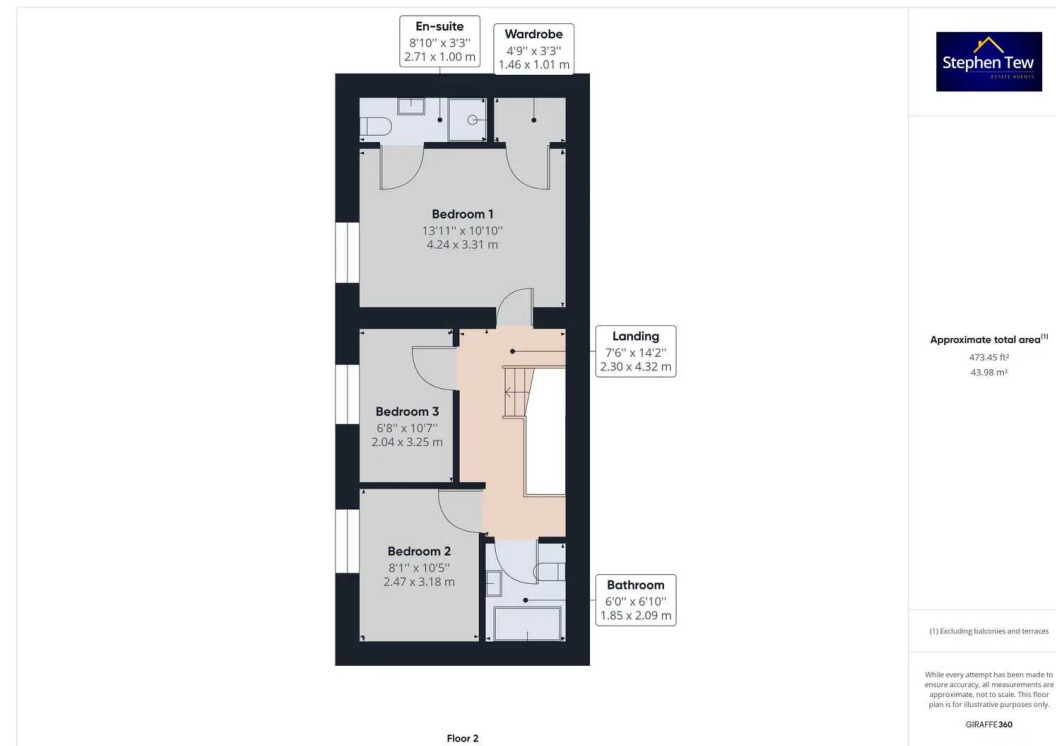 En-suite
8'10'' x 3'3''
2.71 x 1.00 m
Wardrobe
4'9'' x 3'3''
1.46 x 1.01 m
Bedroom 1
13'11'' x 10'10''
4.24 x 3.31 m
Landing
7'6'' x 14'2''
2.30 x 4.32 m
Bedroom 3
6'8'' x 10'7''
2.04 x 3.25 m
Bedroom 2
8'1'' x 10'5''
2.47 x 3.18 m
Bathroom
6'0'' x 6'10''
1.85 x 2.09 m
Floor 2
Stephen Tew
ESTATE AGENTS
Approximate total area(1)
473.45 ft²
43.98 m²
(1) Excluding balconies and terraces
While every attempt has been made to
ensure accuracy, all measurements are
approximate, not to scale. This floor
plan is for illustrative purposes only.
GIRAFFE360